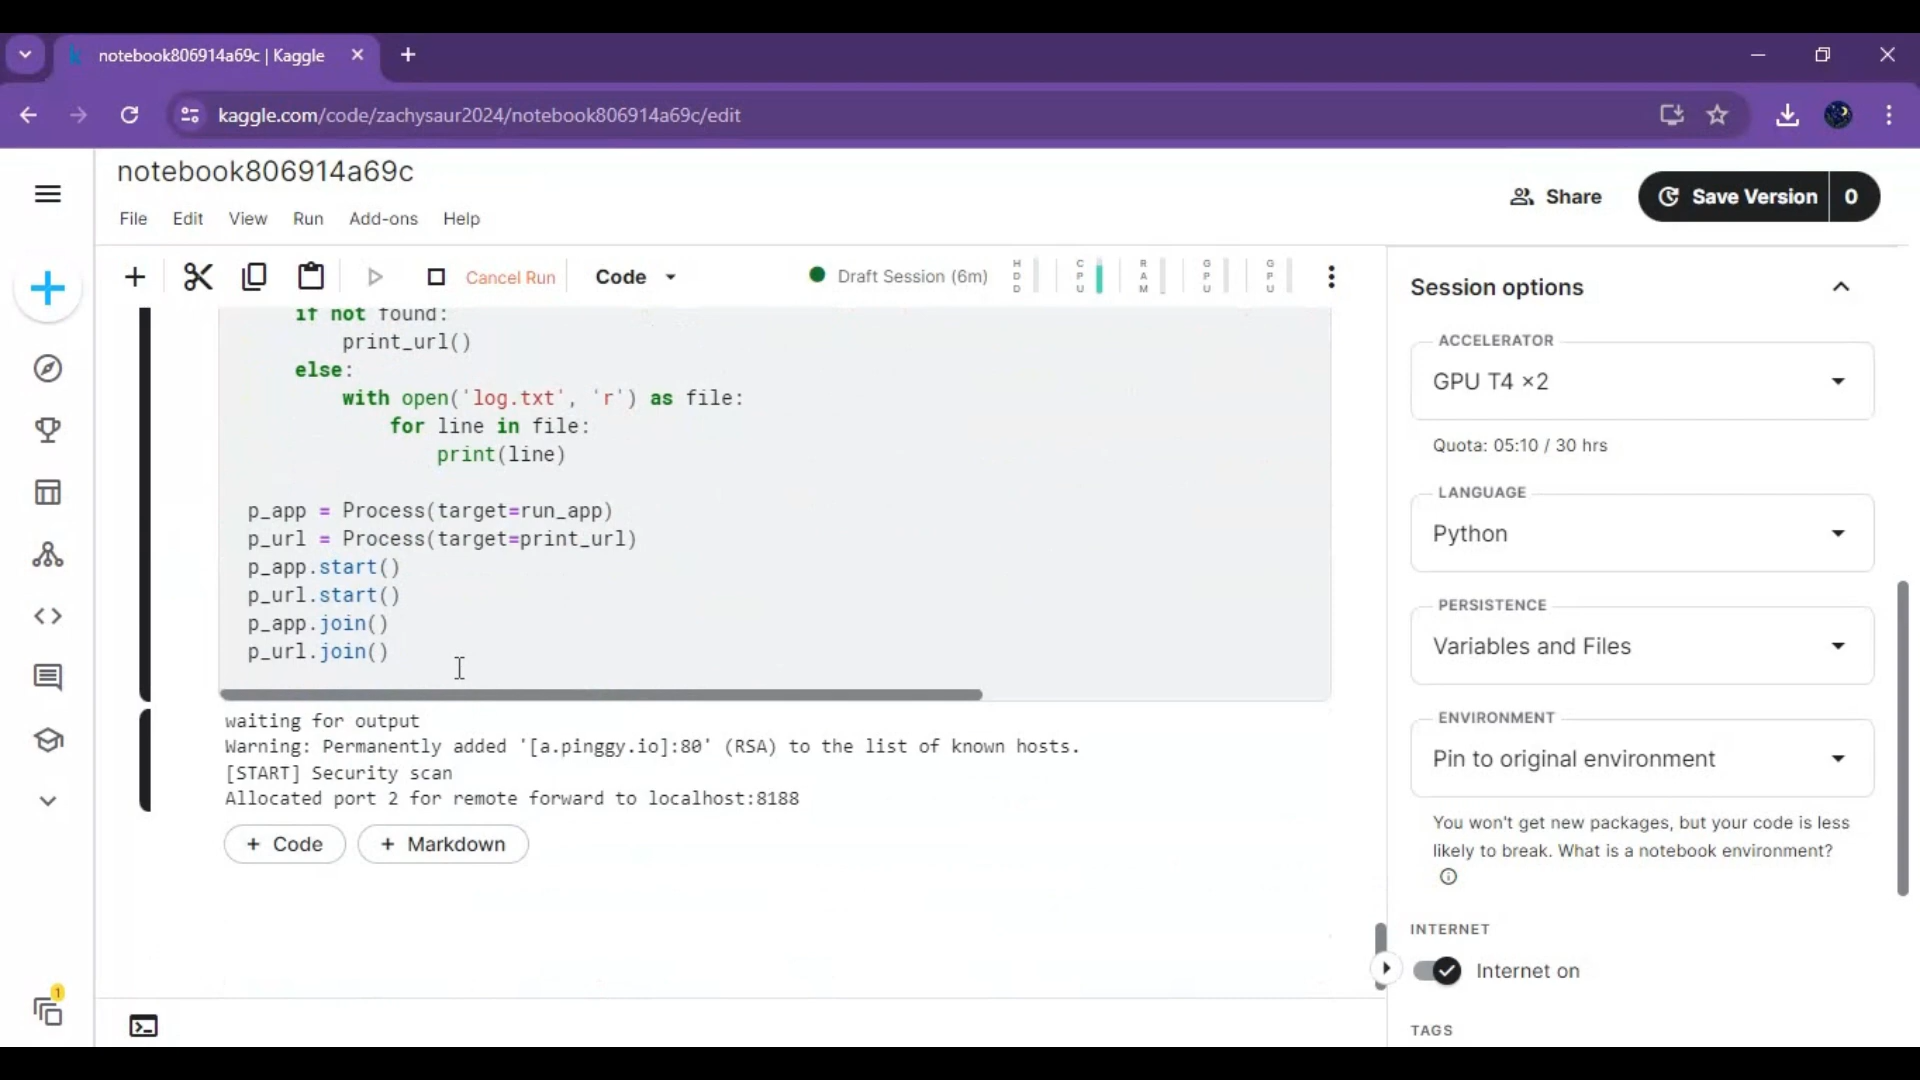 notebook806914a69c | Kaggle
kaggle.com/code/zachysaur2024/notebook806914a69c/edit
notebook806914a69c
File Edit View Run Add-ons Help
Share
Save Version 0
Cancel Run
Code
Draft Session (6m)
HDD
CPU
RAM
GPU
GPU
if not found:
print_url()
else:
with open('log.txt', 'r') as file:
for line in file:
print(line)
p_app = Process(target=run_app)
p_url = Process(target=print_url)
p_app.start()
p_url.start()
p_app.join()
p_url.join()
waiting for output
Warning: Permanently added '[a.pinggy.io]:80' (RSA) to the list of known hosts.
[START] Security scan
Allocated port 2 for remote forward to localhost:8188
+ Code
+ Markdown
1
Session options
ACCELERATOR
GPU T4 ×2
Quota: 05:10 / 30 hrs
LANGUAGE
Python
PERSISTENCE
Variables and Files
ENVIRONMENT
Pin to original environment
You won't get new packages, but your code is less
likely to break. What is a notebook environment?
INTERNET
Internet on
TAGS